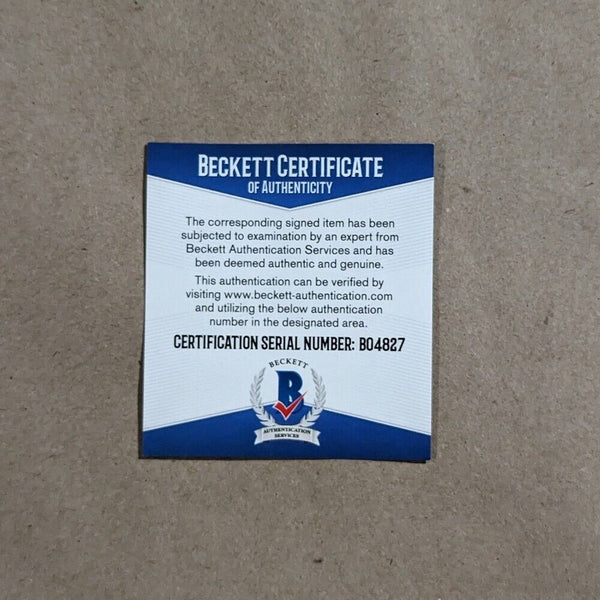 BECKETT CERTIFICATE
OF AUTHENTICITY
The corresponding signed item has been
subjected to examination by an expert from
Beckett Authentication Services and has
been deemed authentic and genuine.
This authentication can be verified by
visiting www.beckett-authentication.com
and utilizing the below authentication
number in the designated area.
CERTIFICATION SERIAL NUMBER: B04827
BECKETT
B
AUTHENTICATION
SERVICES